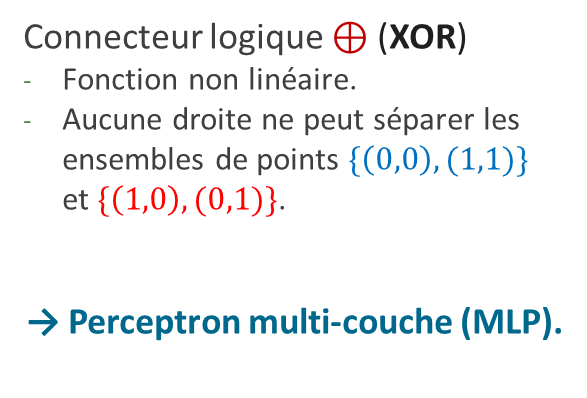 Connecteur logique ⊕ (XOR)
- Fonction non linéaire.
- Aucune droite ne peut séparer les
ensembles de points {(0,0), (1,1)}
et {(1,0), (0,1)}.
→ Perceptron multi-couche (MLP).